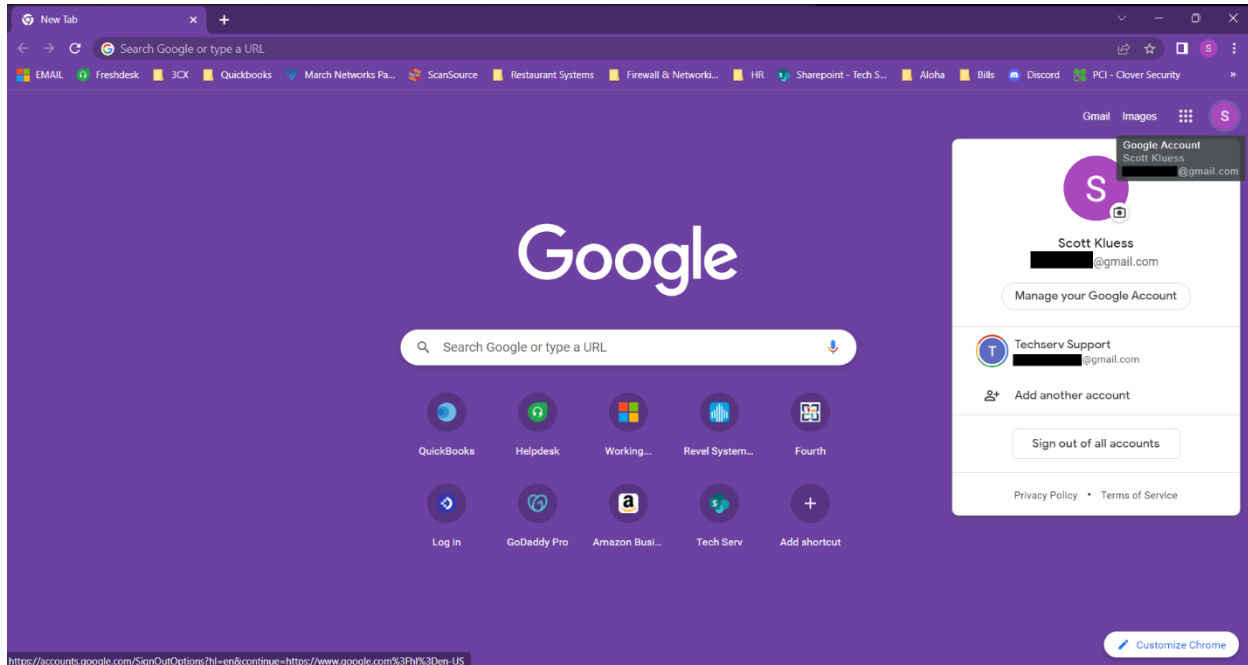 New Tab
Search Google or type a URL
S
EMAIL Freshdesk 3CX Quickbooks March Networks Pa... ScanSource Restaurant Systems Firewall & Networki... HR Sharepoint - Tech S... Aloha Bills Discord PCI - Clover Security »
Gmail Images S
Google Account
Scott Kluess
@gmail.com
S
Scott Kluess
@gmail.com
Manage your Google Account
T Techserv Support
@gmail.com
Add another account
Sign out of all accounts
Privacy Policy • Terms of Service
Google
Search Google or type a URL
QuickBooks Helpdesk Working... Revel System... Fourth
Log in GoDaddy Pro Amazon Busi... Tech Serv Add shortcut
Customize Chrome
https://accounts.google.com/SignOutOptions?hl=en&continue=https://www.google.com%3Fhl%3Den-US